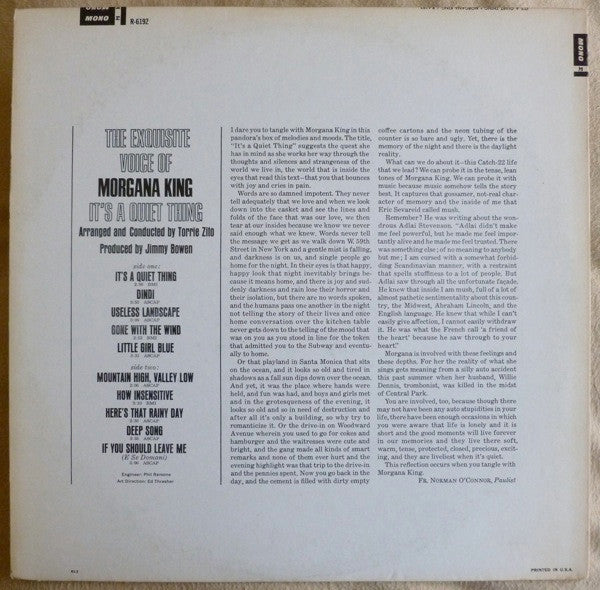 MONO
R-6192
MONO
THE EXQUISITE
VOICE OF
MORGANA KING
IT'S A QUIET THING
Arranged and Conducted by Torrie Zito
Produced by Jimmy Bowen
side one:
IT'S A QUIET THING
BMI
DINDI
ASCAP
USELESS LANDSCAPE
ASCAP
GONE WITH THE WIND
ASCAP
LITTLE GIRL BLUE
ASCAP
side two:
MOUNTAIN HIGH, VALLEY LOW
ASCAP
HOW INSENSITIVE
BMI
HERE'S THAT RAINY DAY
ASCAP
DEEP SONG
ASCAP
IF YOU SHOULD LEAVE ME
(E Se Domani)
ASCAP
Engineer: Phil Ramone
Art Direction: Ed Thrasher
I dare you to tangle with Morgana King in this
pandora's box of melodies and moods. The title,
"It's a Quiet Thing" suggests the quest she
has in mind as she works her way through the
thoughts and silences and strangeness of the
world we live in, the world that is inside the
eyes that read this text—that you that bounces
with joy and cries in pain.
Words are so damned impotent. They never
tell adequately that we love and when we look
down into the casket and see the lines and
folds of the face that was our love, we then
tear at our insides because we know we never
said enough what we knew. Words never tell
the message we get as we walk down W. 59th
Street in New York and a gentle mist is falling,
and darkness is on us, and single people go
home for the night. In their eyes is that happy,
happy look that night inevitably brings be-
cause it means home, and there is joy and sud-
denly darkness and rain lose their horror and
their isolation, but there are no words spoken,
and the humans pass one another in the night
not telling the story of their lives and once
home conversation over the kitchen table
never gets down to the telling of the mood that
was on you as you stood in line for the token
that admitted you to the Subway and eventu-
ally to home.
Or that playland in Santa Monica that sits
on the ocean, and it looks so old and tired in
shadows as a fall sun dips down over the ocean.
And yet, it was the place where hands were
held, and fun was had, and boys and girls met
and in the grotesqueness of the evening, it
looks so old and so in need of destruction and
after all it's only a building, so why try to
romanticize it. Or the drive-in on Woodward
Avenue wherein you used to go for cokes and
hamburger and the waitresses were cute and
bright, and the gang made all kinds of smart
remarks and none of them ever hurt and the
evening highlight was that trip to the drive-in
and the pennies spent. Now you go back in the
day, and the cement is filled with dirty empty
coffee cartons and the neon tubing of the
counter is so bare and ugly. Yet, there is the
memory of the night and there is the daylight
reality.
What can we do about it—this Catch-22 life
that we lead? We can probe it in the tense, lean
tones of Morgana King. We can probe it with
music because music somehow tells the story
best. It captures that gossamer, not-real char-
acter of memory and the inside of me that
Eric Sevareid called mush.
Remember? He was writing about the won-
drous Adlai Stevenson. "Adlai didn't make
me feel powerful, but he made me feel impor-
tantly alive and he made me feel trusted. There
was something else; of no meaning to anybody
but me; I am cursed with a somewhat forbid-
ding Scandinavian manner, with a restraint
that spells stuffiness to a lot of people. But
Adlai saw through all the unfortunate façade.
He knew that inside I am mush, full of a lot of
almost pathetic sentimentality about this coun-
try, the Midwest, Abraham Lincoln, and the
English language. He knew that while I can't
easily give affection, I cannot easily withdraw
it. He was what the French call 'a friend of
the heart' because he saw through to your
heart."
Morgana is involved with these feelings and
these depths. For her the reality of what she
sings gets meaning from a silly auto accident
this past summer when her husband, Willie
Dennis, trombonist, was killed in the midst
of Central Park.
You are involved, too, because though there
may not have been any auto stupidities in your
life, there have been enough occasions in which
you were aware that life is lonely and it is
short and the good moments will live forever
in our memories and they live there soft,
warm, tense, protected, closed, precious, excit-
ing, and they are liveliest when it's quiet.
This reflection occurs when you tangle with
Morgana King.
FR. NORMAN O'CONNOR, Paulist
PRINTED IN U.S.A.